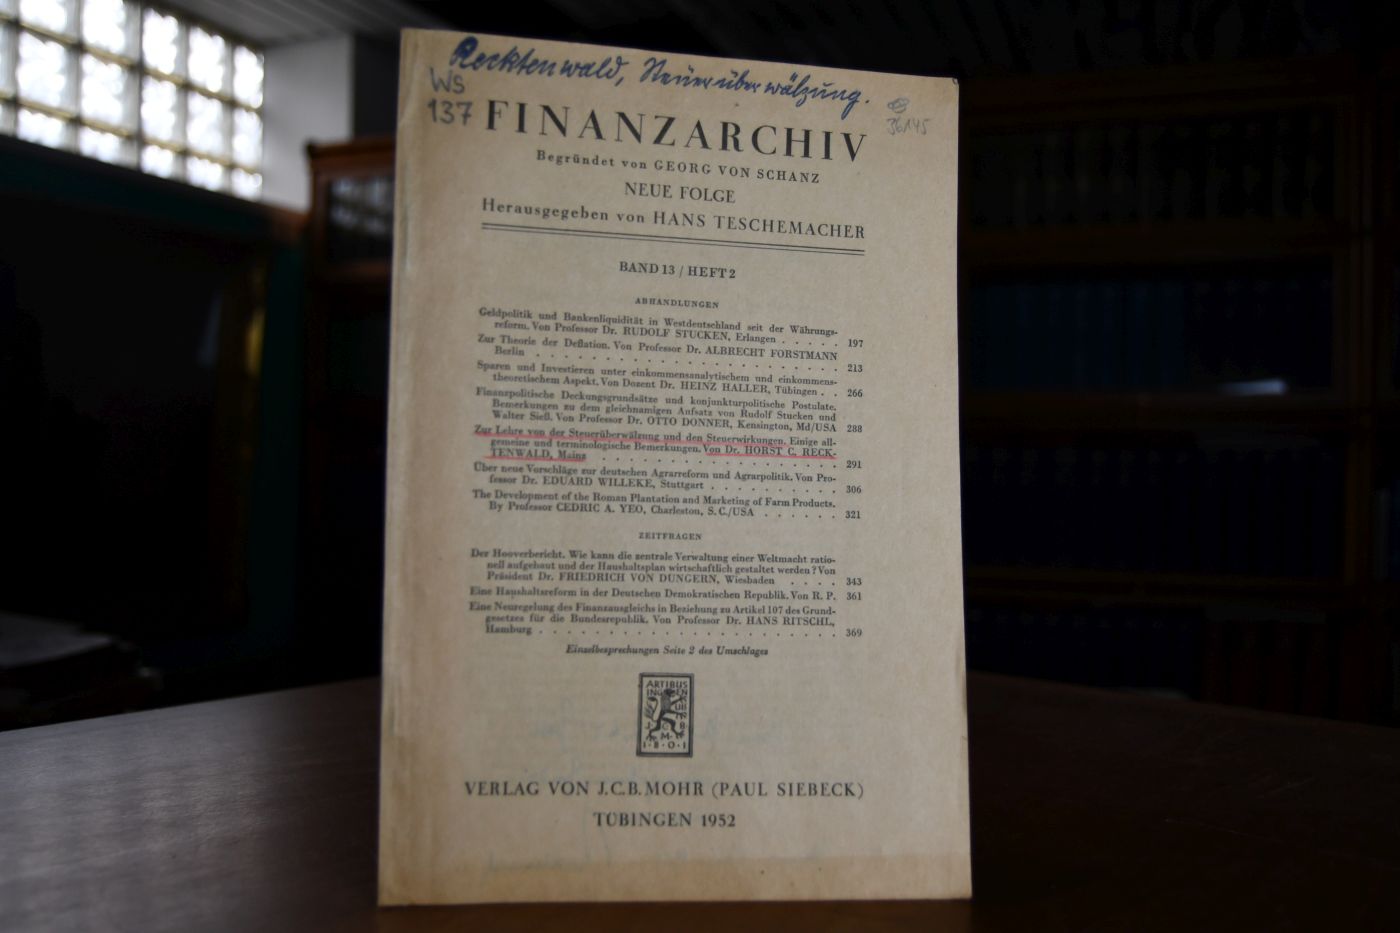 Recktenwald, Steuerüberwälzung.
WS
137
36145
FINANZARCHIV
Begründet von GEORG VON SCHANZ
NEUE FOLGE
Herausgegeben von HANS TESCHEMACHER
BAND 13 / HEFT 2
ABHANDLUNGEN
Geldpolitik und Bankenliquidität in Westdeutschland seit der Währungs-
reform. Von Professor Dr. RUDOLF STUCKEN, Erlangen . . . . . 197
Zur Theorie der Deflation. Von Professor Dr. ALBRECHT FORSTMANN
Berlin . . . . . . . . . . . . . . . . . . . . 213
Sparen und Investieren unter einkommensanalytischem und einkommens-
theoretischem Aspekt. Von Dozent Dr. HEINZ HALLER, Tübingen . . 266
Finanzpolitische Deckungsgrundsätze und konjunkturpolitische Postulate.
Bemerkungen zu dem gleichnamigen Aufsatz von Rudolf Stucken und
Walter Sieß. Von Professor Dr. OTTO DONNER, Kensington, Md/USA 288
Zur Lehre von der Steuerüberwälzung und den Steuerwirkungen. Einige all-
gemeine und terminologische Bemerkungen. Von Dr. HORST C. RECK-
TENWALD, Mainz . . . . . . . . . . . . . . . . 291
Über neue Vorschläge zur deutschen Agrarreform und Agrarpolitik. Von Pro-
fessor Dr. EDUARD WILLEKE, Stuttgart . . . . . . . . . . 306
The Development of the Roman Plantation and Marketing of Farm Products.
By Professor CEDRIC A. YEO, Charleston, S. C./USA . . . . . . 321
ZEITFRAGEN
Der Hooverbericht. Wie kann die zentrale Verwaltung einer Weltmacht ratio-
nell aufgebaut und der Haushaltsplan wirtschaftlich gestaltet werden? Von
Präsident Dr. FRIEDRICH VON DUNGERN, Wiesbaden . . . . 343
Eine Haushaltsreform in der Deutschen Demokratischen Republik. Von R. P. 361
Eine Neuregelung des Finanzausgleichs in Beziehung zu Artikel 107 des Grund-
gesetzes für die Bundesrepublik. Von Professor Dr. HANS RITSCHL,
Hamburg . . . . . . . . . . . . . . . . . . . . 369
Einzelbesprechungen Seite 2 des Umschlages
ARTIBUS
1·8·0·1
VERLAG VON J.C.B. MOHR (PAUL SIEBECK)
TÜBINGEN 1952